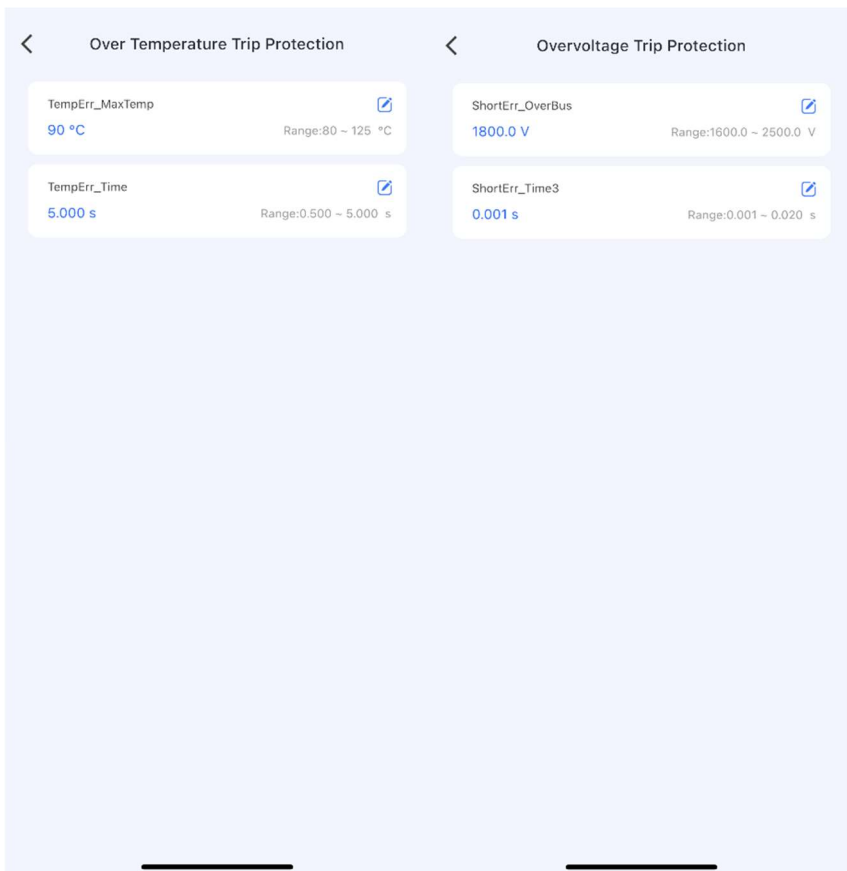 Over Temperature Trip Protection
TempErr_MaxTemp
90 °C
Range:80 ~ 125 °C
TempErr_Time
5.000 s
Range:0.500 ~ 5.000 s
Overvoltage Trip Protection
ShortErr_OverBus
1800.0 V
Range:1600.0 ~ 2500.0 V
ShortErr_Time3
0.001 s
Range:0.001 ~ 0.020 s